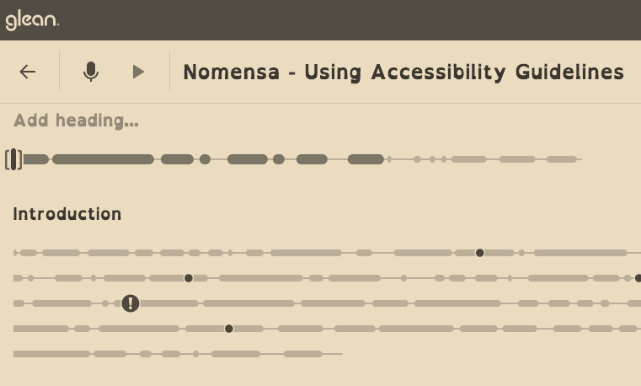 glean.
Nomensa - Using Accessibility Guidelines
Add heading...
Introduction